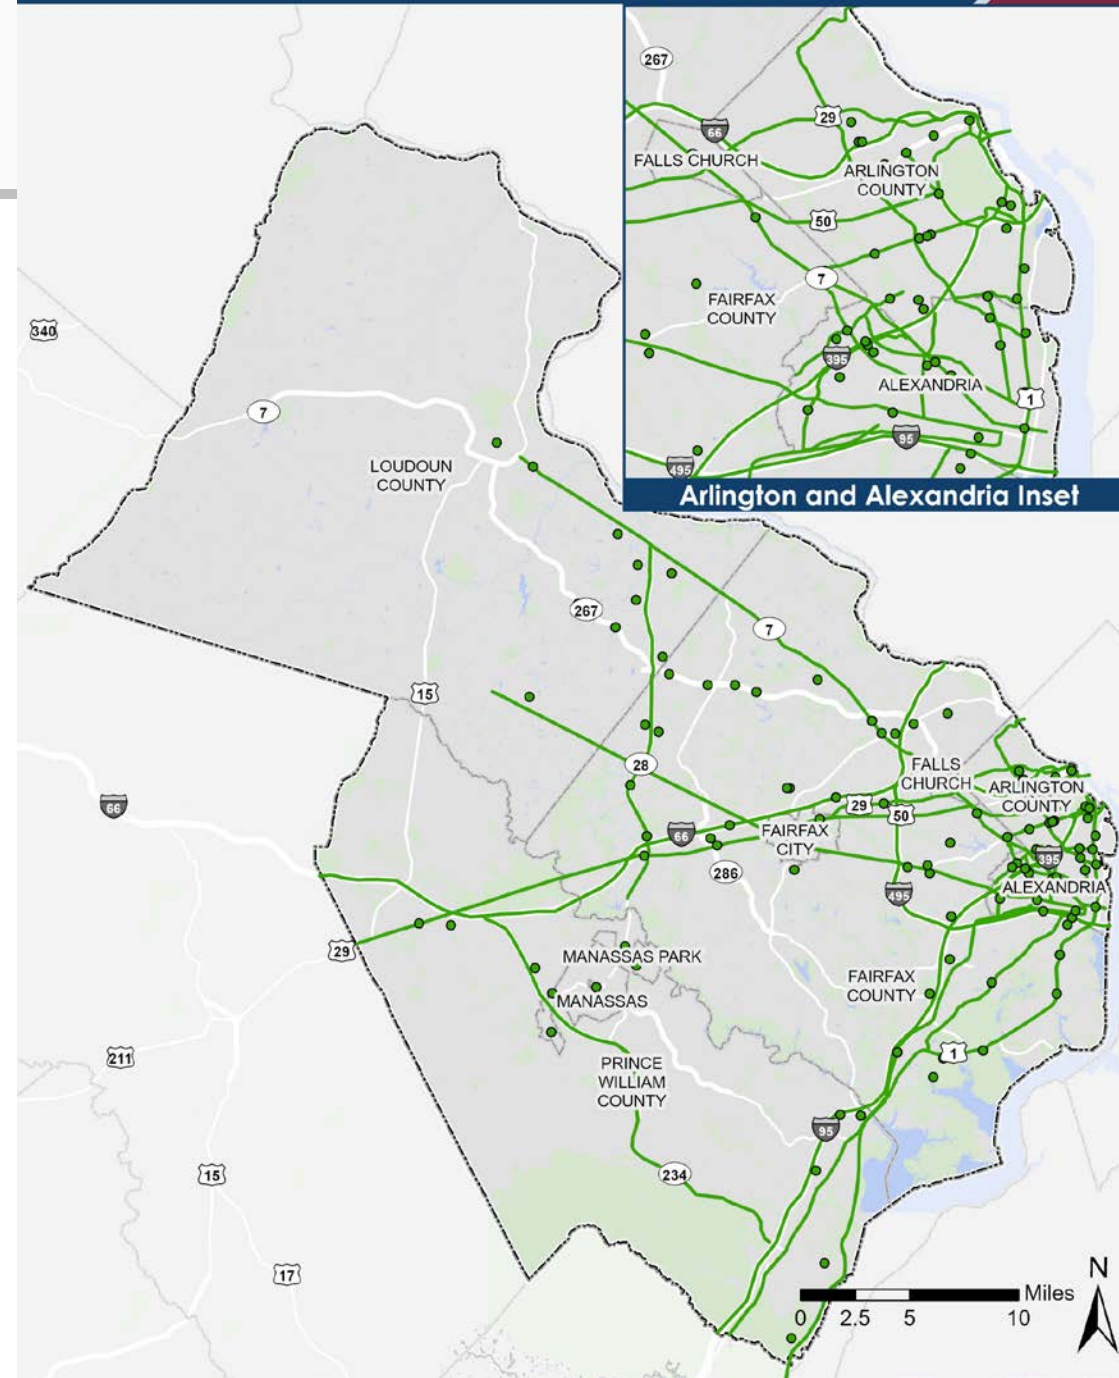 267
29
66
FALLS CHURCH
ARLINGTON
COUNTY
50
7
FAIRFAX
COUNTY
395
ALEXANDRIA
1
95
495
Arlington and Alexandria Inset
340
7
LOUDOUN
COUNTY
267
7
15
28
FALLS
CHURCH
ARLINGTON
COUNTY
66
29
50
66
FAIRFAX
CITY
395
286
ALEXANDRIA
495
29
MANASSAS PARK
FAIRFAX
COUNTY
MANASSAS
1
211
PRINCE
WILLIAM
COUNTY
95
15
234
17
N
Miles
0 2.5 5 10